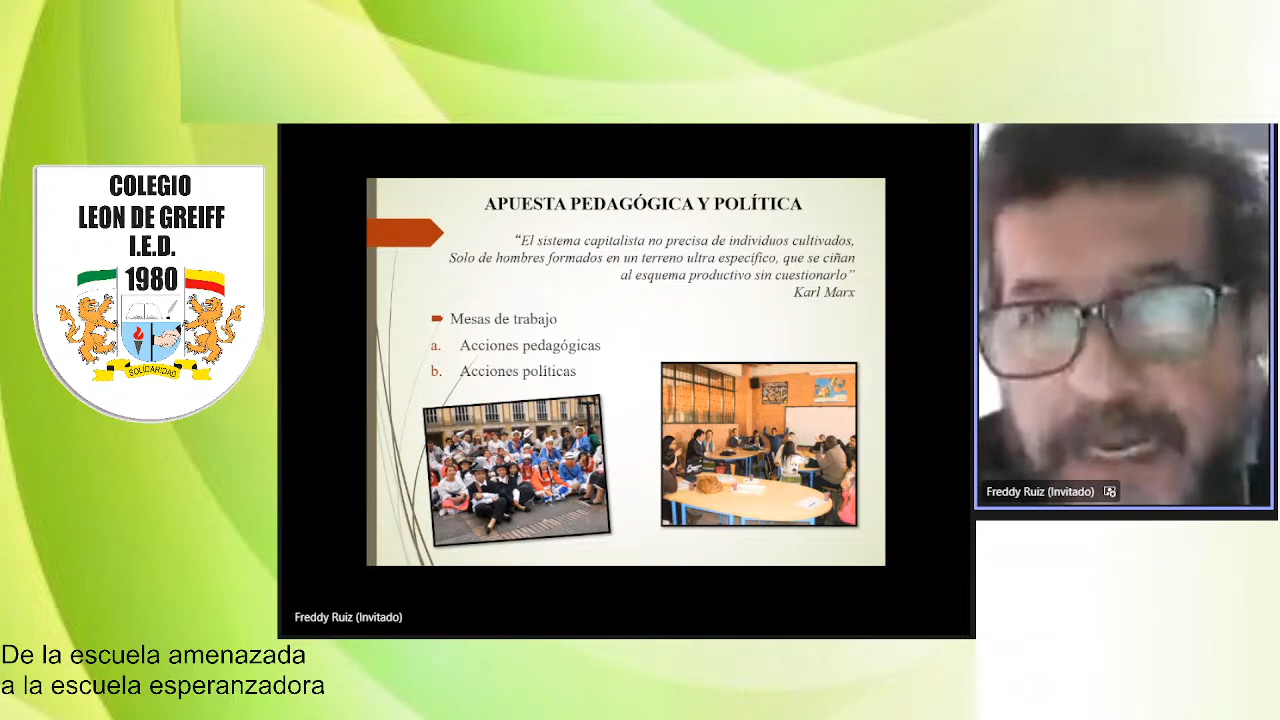 COLEGIO
LEON DE GREIFF
I.E.D.
1980
SOLIDARIDAD
APUESTA PEDAGÓGICA Y POLÍTICA
“El sistema capitalista no precisa de individuos cultivados,
Solo de hombres formados en un terreno ultra específico, que se ciñan
al esquema productivo sin cuestionarlo”
Karl Marx
Mesas de trabajo
a. Acciones pedagógicas
b. Acciones políticas
Freddy Ruiz (Invitado)
Freddy Ruiz (Invitado)
De la escuela amenazada
a la escuela esperanzadora